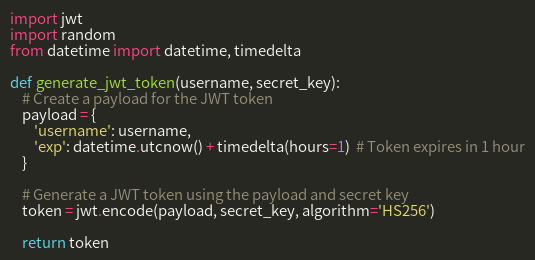 import jwt
import random
from datetime import datetime, timedelta

def generate_jwt_token(username, secret_key):
    # Create a payload for the JWT token
    payload = {
        'username': username,
        'exp': datetime.utcnow() + timedelta(hours=1)  # Token expires in 1 hour
    }

    # Generate a JWT token using the payload and secret key
    token = jwt.encode(payload, secret_key, algorithm='HS256')

    return token